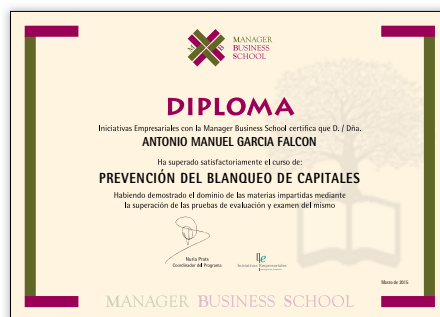 M B
MANAGER
BUSINESS
SCHOOL
DIPLOMA
Iniciativas Empresariales con la Manager Business School certifica que D. / Dña.
ANTONIO MANUEL GARCIA FALCON
Ha superado satisfactoriamente el curso de:
PREVENCIÓN DEL BLANQUEO DE CAPITALES
Habiendo demostrado el dominio de las materias impartidas mediante
la superación de las pruebas de evaluación y examen del mismo
Nuria Prats
Coordinador del Programa
Iniciativas Empresariales
Marzo de 2015
MANAGER BUSINESS SCHOOL